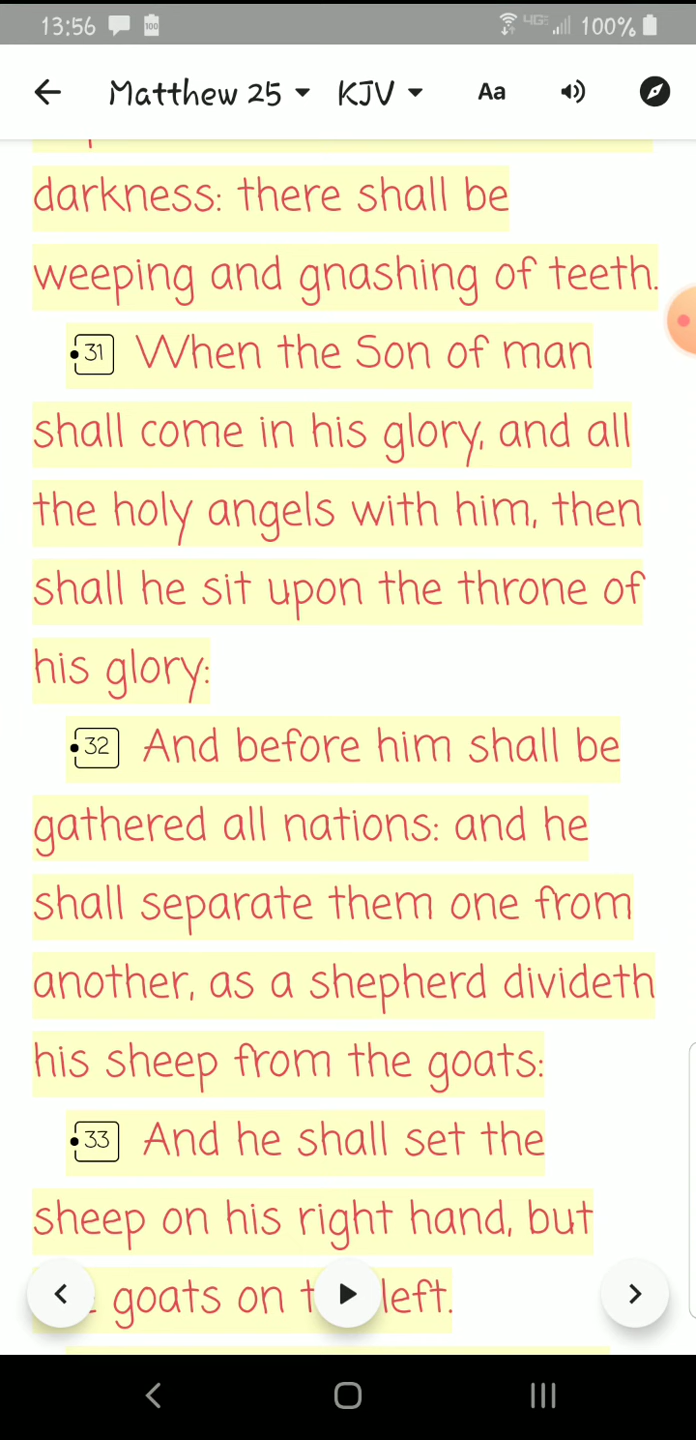 13:56 100 4GE 100%
Matthew 25 KJV Aa
darkness: there shall be
weeping and gnashing of teeth.
31 When the Son of man
shall come in his glory, and all
the holy angels with him, then
shall he sit upon the throne of
his glory:
32 And before him shall be
gathered all nations: and he
shall separate them one from
another, as a shepherd divideth
his sheep from the goats:
33 And he shall set the
sheep on his right hand, but
goats on left.